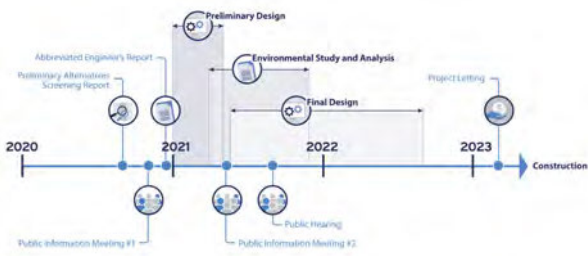 Preliminary Design
Abbreviated Engineer's Report
Environmental Study and Analysis
Preliminary Alternatives
Screening Report
Project Letting
Final Design
2020
2021
2022
2023
Construction
Public Hearing
Public Information Meeting #1
Public Information Meeting #2